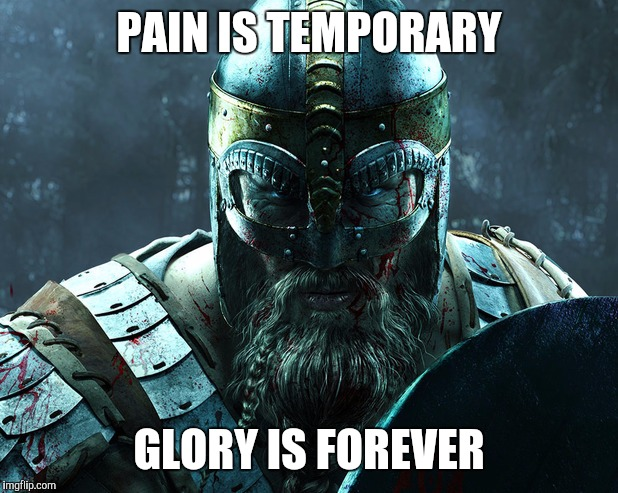 PAIN IS TEMPORARY
GLORY IS FOREVER
imgflip.com